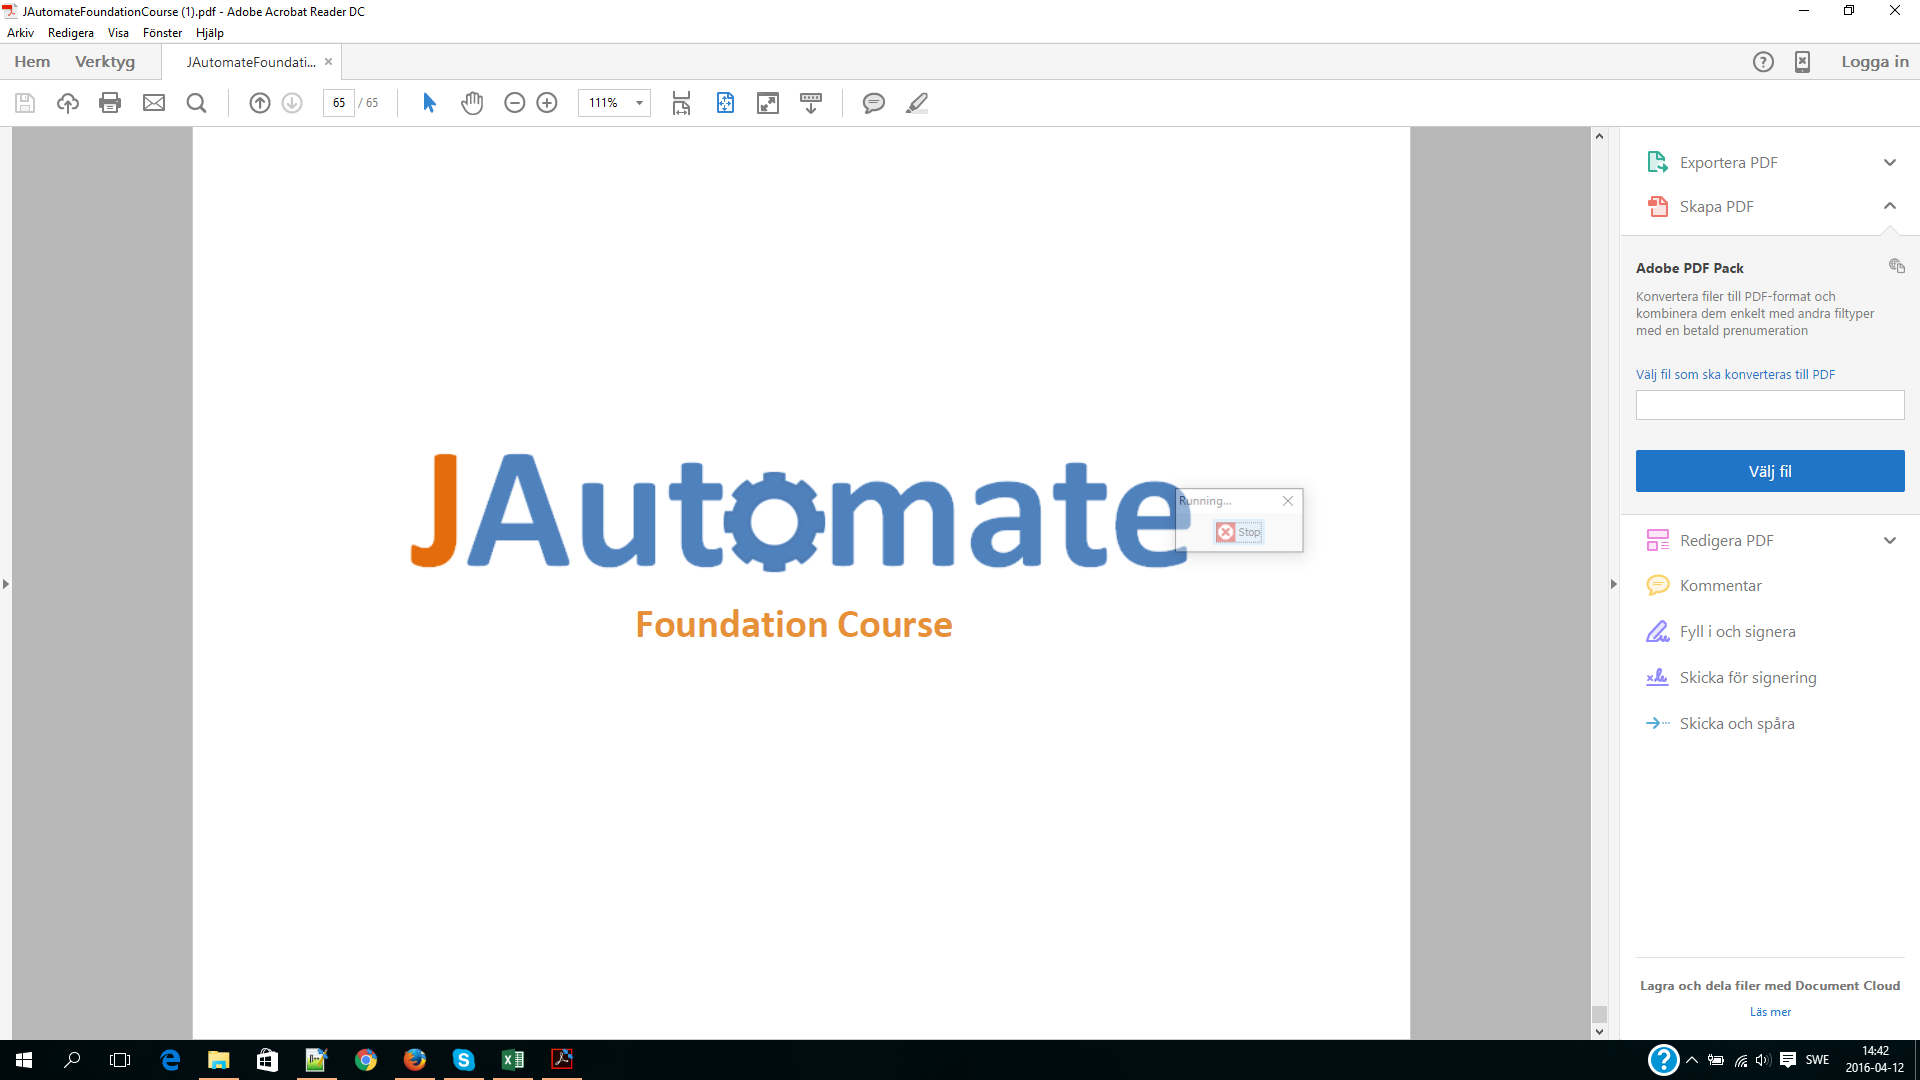 JAutomateFoundationCourse (1).pdf - Adobe Acrobat Reader DC
Arkiv Redigera Visa Fönster Hjälp
Hem Verktyg JAutomateFoundati... × Logga in
65 / 65 111%
Exportera PDF
Skapa PDF
Adobe PDF Pack
Konvertera filer till PDF-format och
kombinera dem enkelt med andra filtyper
med en betald prenumeration
Välj fil som ska konverteras till PDF
Välj fil
Redigera PDF
Kommentar
Fyll i och signera
Skicka för signering
Skicka och spåra
Lagra och dela filer med Document Cloud
Läs mer
JAutomate
Foundation Course
Running...
Stop
SWE
14:42
2016-04-12